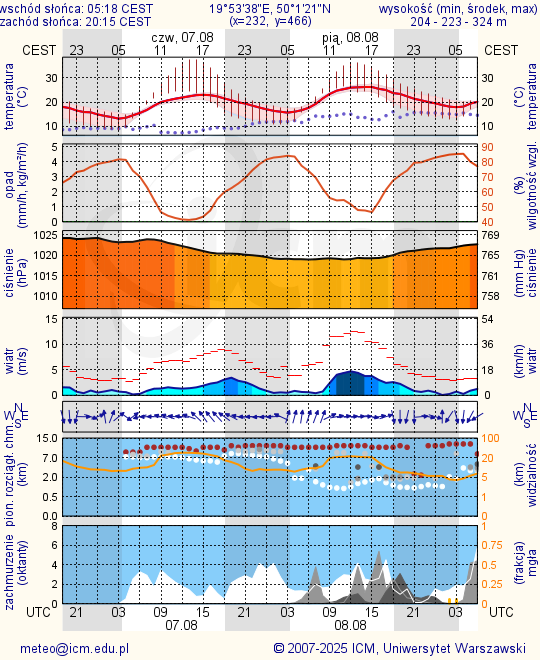 wschód słońca: 05:18 CEST 19°53'38"E, 50°1'21"N wysokość (min, środek, max)
zachód słońca: 20:15 CEST (x=232, y=466) 204 - 223 - 324 m
czw, 07.08 pią, 08.08
CEST 23 05 11 17 23 05 11 17 23 05 CEST
temperatura (°C)
30 30
20 20
10 10
temperatura (°C)
opad (mm/h, kg/m²/h)
5 90
4 80
3 70
2 60
1 50
0 40
(%) wilgotność wzgl.
ciśnienie (hPa)
1025 769
1020 765
1015 761
1010 758
(mm Hg) ciśnienie
wiatr (m/s)
15 54
10 36
5 18
0 0
(km/h) wiatr
N N
W E W E
S S
pion. rozciągł. chm. (km)
15.0 100
7.0 20
2.0 5
0.5 1
0.0 0
(km) widzialność
zachmurzenie (oktanty)
8 1
6 0.75
4 0.5
2 0.25
0 0
(frakcja) mgła
UTC 21 03 09 15 21 03 09 15 21 03 UTC
07.08 08.08
meteo@icm.edu.pl © 2007-2025 ICM, Uniwersytet Warszawski